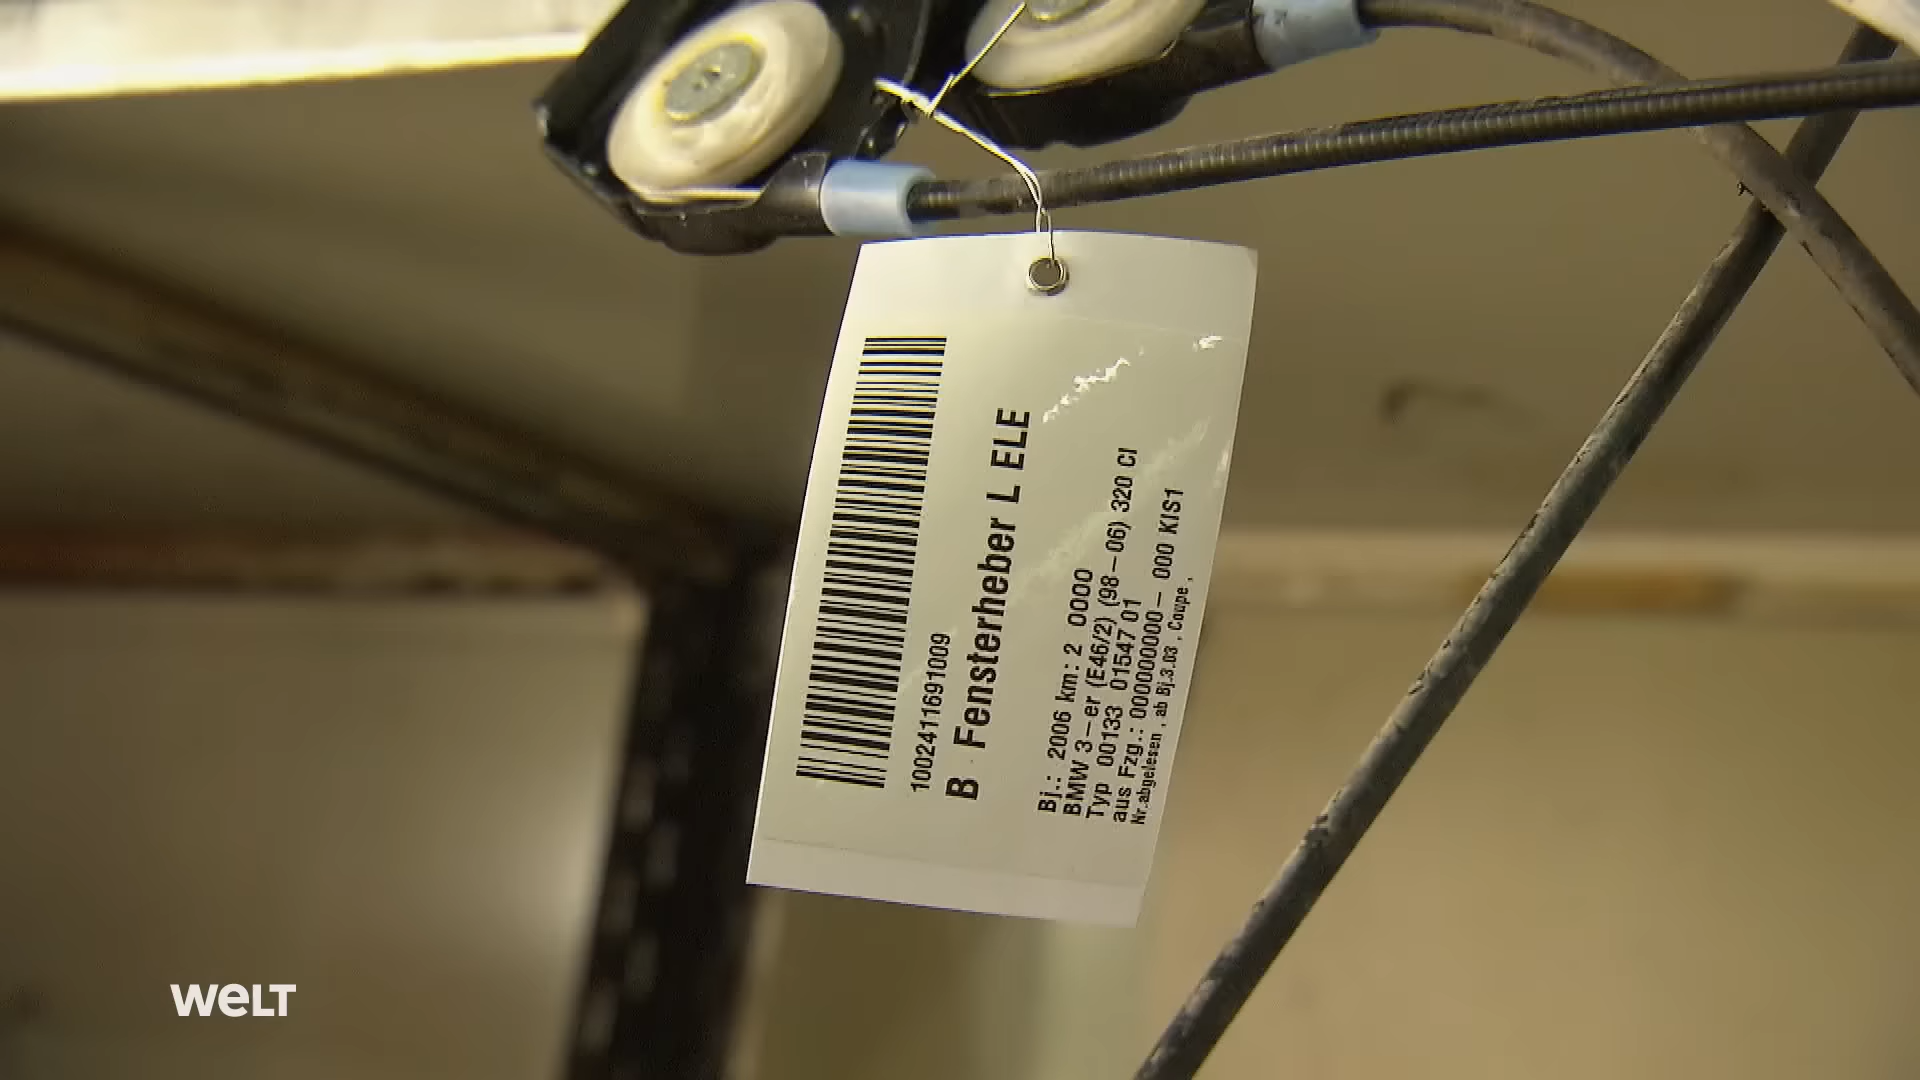 1002411691009
B Fensterheber L ELE
Bj.: 2006 km: 2 0000
BMW 3-er (E46/2) (98-06) 320 CI
Typ 00133 01547 01
aus Fzg.: 000000000- 000 KIS1
Nr.abgelesen , ab Bj.3.03 , Coupe ,
WELT